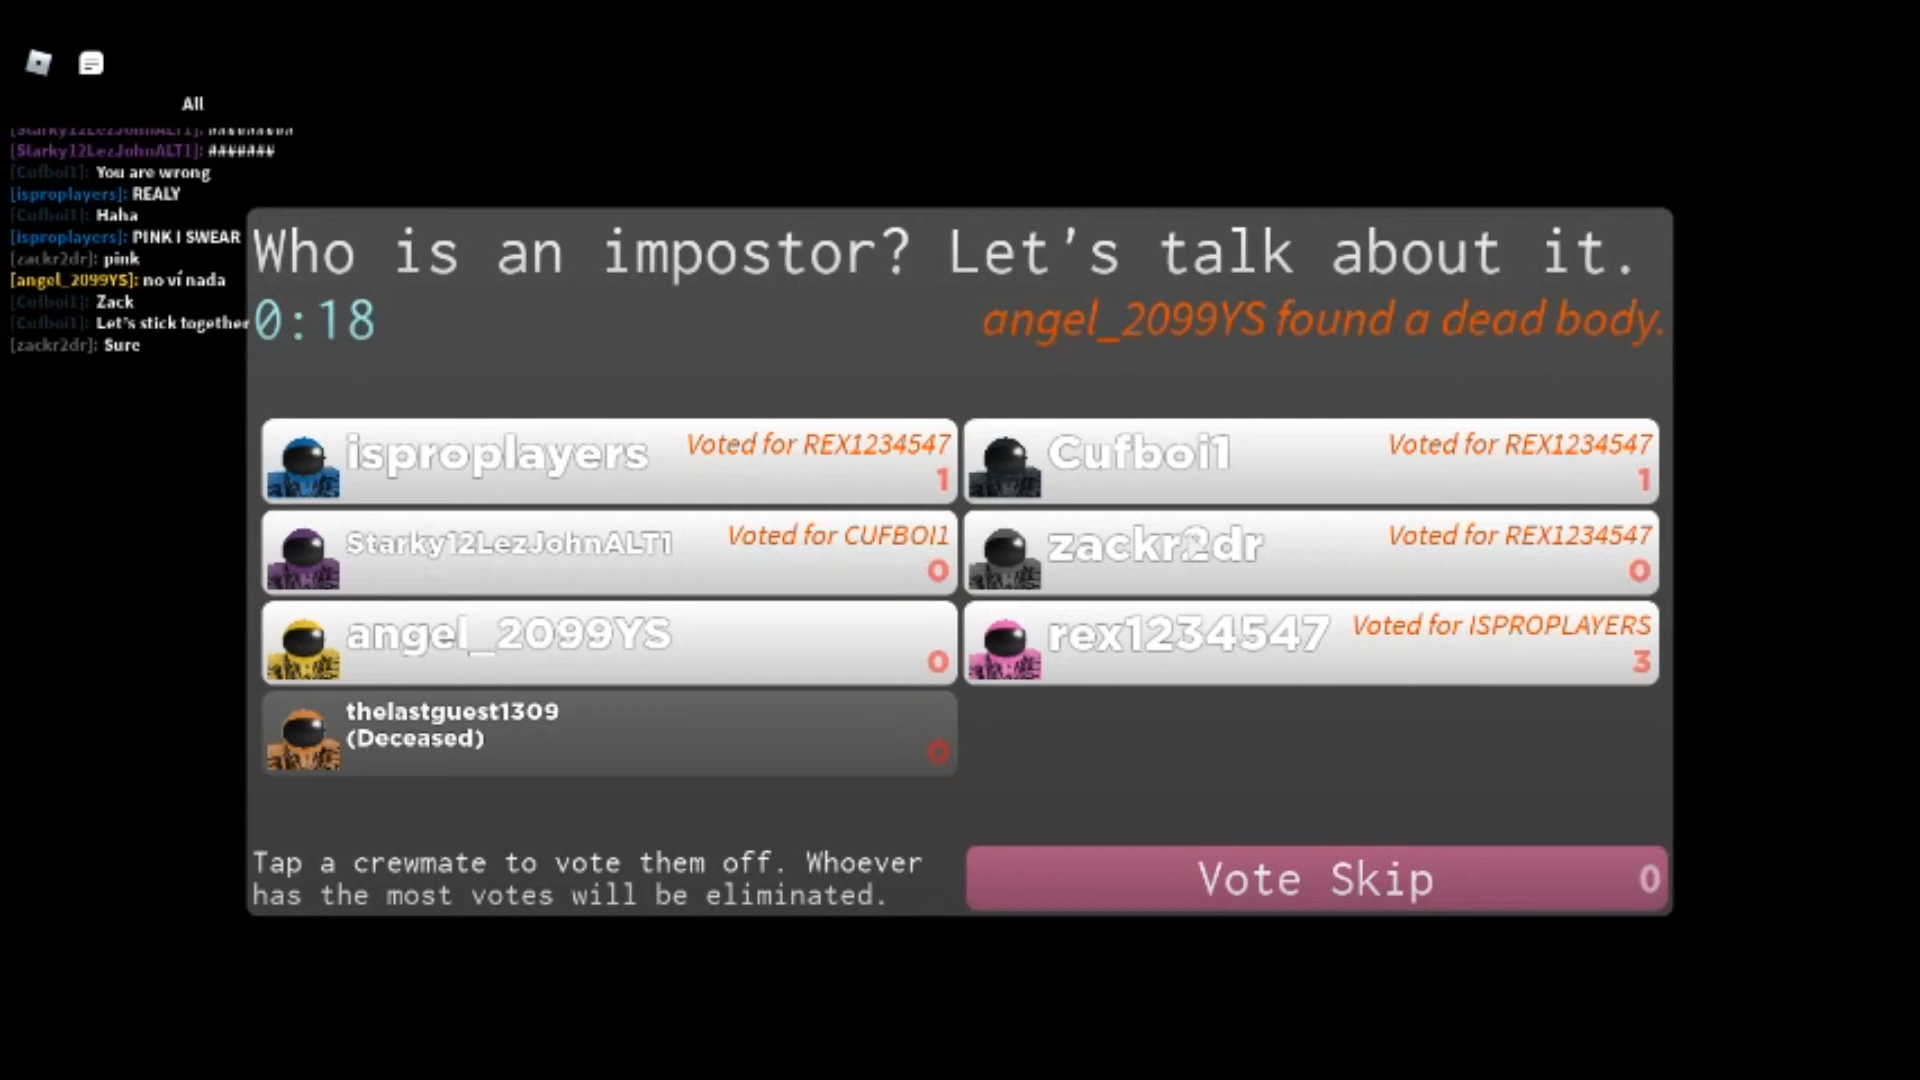 All
[Starky12LezJohnALT1]: #########
[Starky12LezJohnALT1]: #######
[Cufboi1]: You are wrong
[isproplayers]: REALY
[Cufboi1]: Haha
[isproplayers]: PINK I SWEAR
[zackr2dr]: pink
[angel_2099YS]: no ví nada
[Cufboi1]: Zack
[Cufboi1]: Let's stick together
[zackr2dr]: Sure
Who is an impostor? Let's talk about it.
0:18
angel_2099YS found a dead body.
isproplayers Voted for REX1234547
1
Cufboi1 Voted for REX1234547
1
Starky12LezJohnALT1 Voted for CUFBOI1
0
zackr2dr Voted for REX1234547
0
angel_2099YS
0
rex1234547 Voted for ISPROPLAYERS
3
thelastguest1309
(Deceased)
0
Tap a crewmate to vote them off. Whoever
has the most votes will be eliminated.
Vote Skip 0